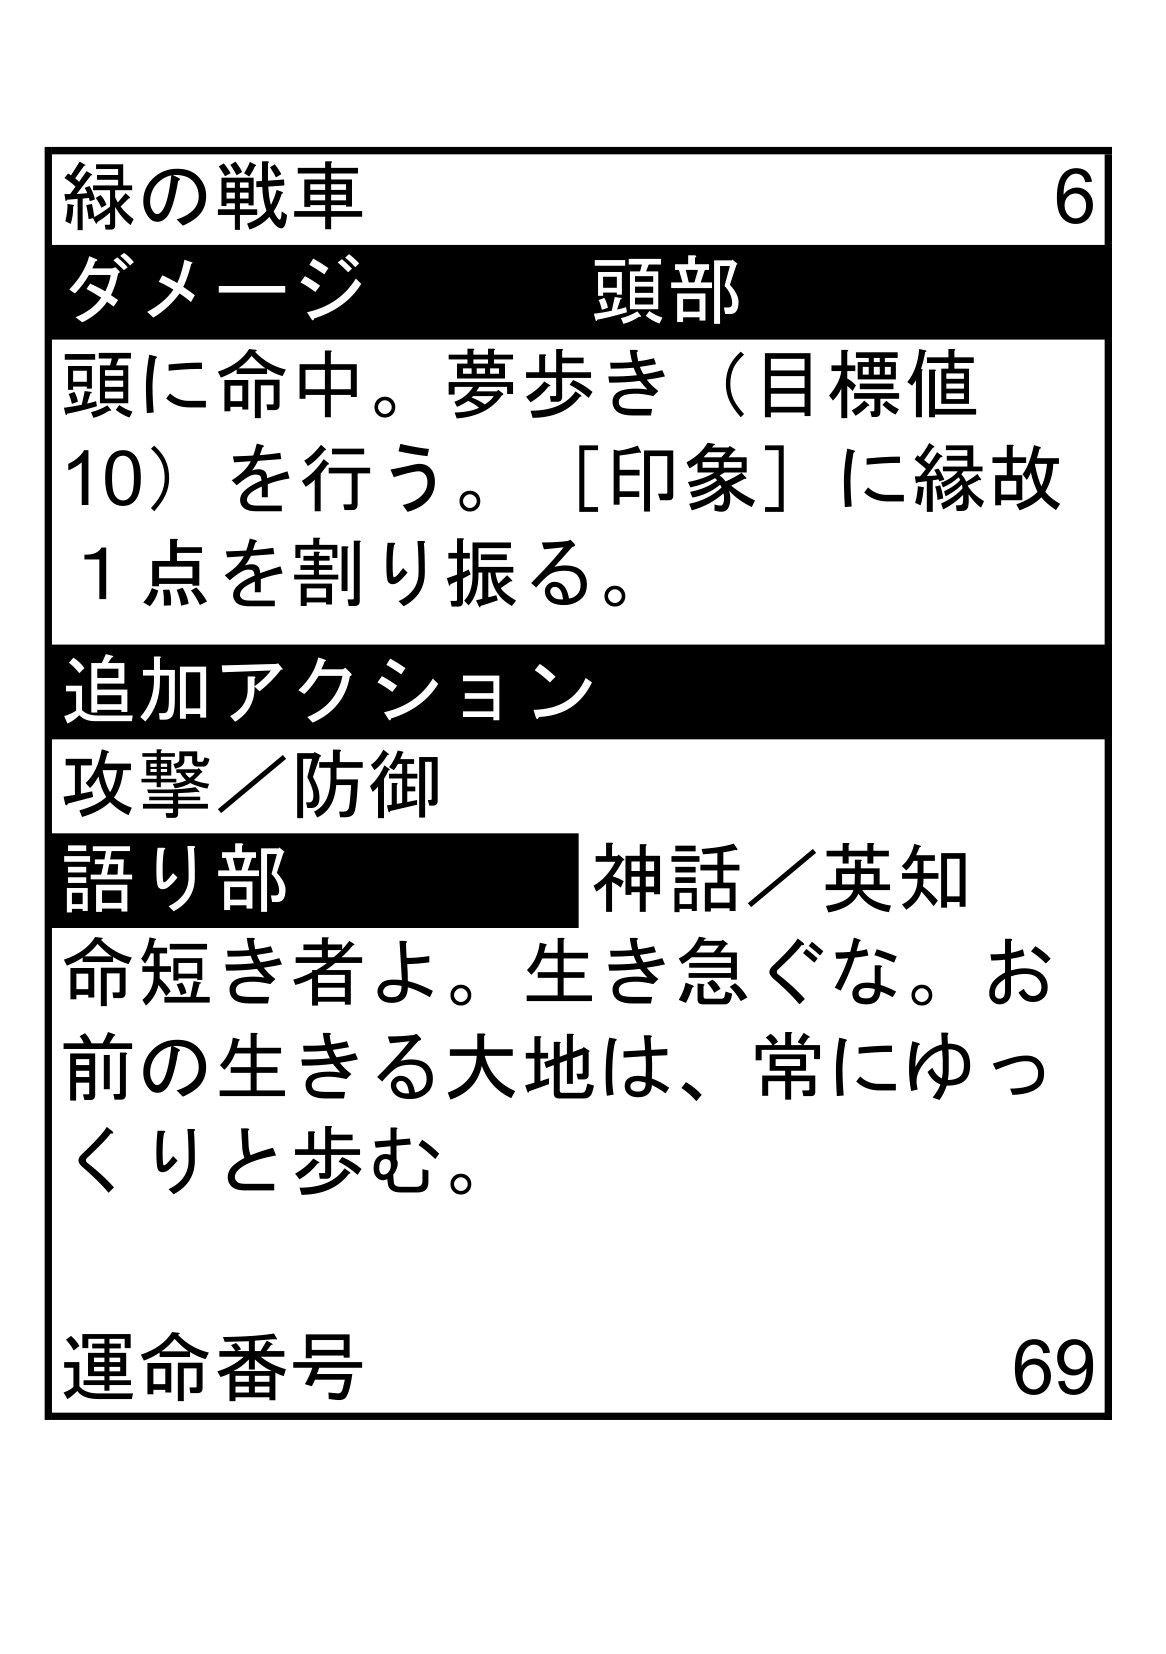 緑の戦車 6
ダメージ 頭部
頭に命中。夢歩き（目標値
10）を行う。［印象］に縁故
１点を割り振る。
追加アクション
攻撃／防御
語り部 神話／英知
命短き者よ。生き急ぐな。お
前の生きる大地は、常にゆっ
くりと歩む。
運命番号 69